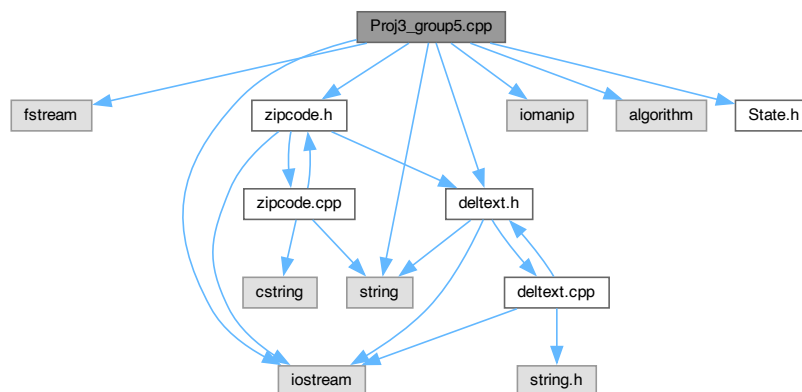 Proj3_group5.cpp
fstream
zipcode.h
iomanip
algorithm
State.h
zipcode.cpp
deltext.h
cstring
string
deltext.cpp
iostream
string.h